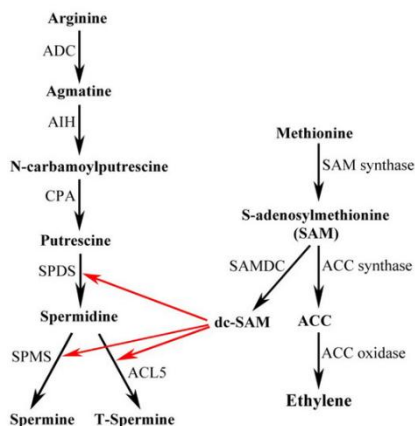 Arginine
ADC
Agmatine
AIH
N-carbamoylputrescine
CPA
Putrescine
SPDS
Spermidine
SPMS
ACL5
Spermine
T-Spermine
Methionine
SAM synthase
S-adenosylmethionine
(SAM)
SAMDC
ACC synthase
dc-SAM
ACC
ACC oxidase
Ethylene